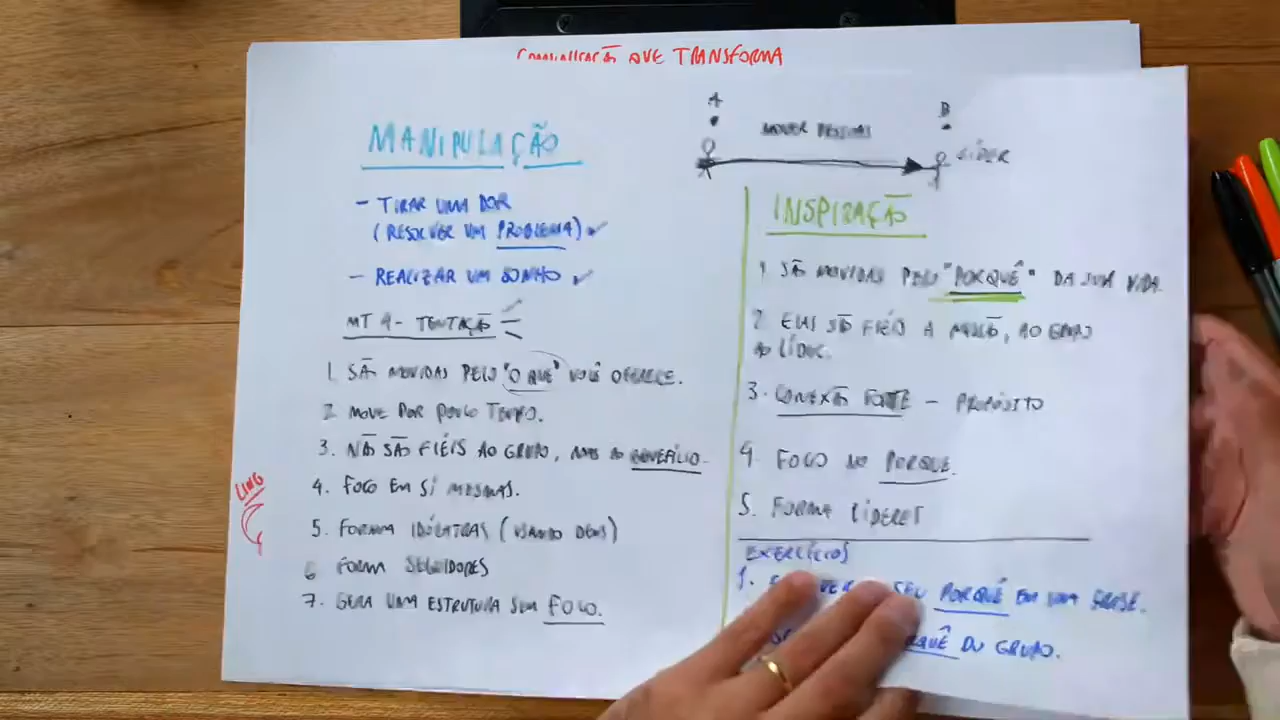 COMUNICAÇÃO QUE TRANSFORMA
A
B
MOVER PESSOAS
LÍDER
MANIPULAÇÃO
- TIRAR UMA DOR
(RESOLVER UM PROBLEMA) ✓
- REALIZAR UM SONHO ✓
MT 4 - TENTAÇÃO
1. SÃO MOVIDAS PELO "O QUE" VOCÊ OFERECE.
2. MOVE POR POUCO TEMPO.
3. NÃO SÃO FIÉIS AO GRUPO, MAS AO BENEFÍCIO.
4. FOCO EM SI MESMAS.
5. FORMA IDÓLATRAS (USANDO DEUS)
6 FORMA SEGUIDORES
7. GERA UMA ESTRUTURA SEM FOCO.
INSPIRAÇÃO
1. SÃO MOVIDAS PELO "PORQUÊ" DA SUA VIDA.
2. ELAS SÃO FIÉIS A MISSÃO, AO GRUPO
AO LÍDER.
3. CONEXÃO FORTE - PROPÓSITO
4. FOCO NO PORQUE.
5. FORMA LÍDERES
EXERCÍCIOS
1. SEU PORQUÊ EM UMA FRASE.
DO GRUPO.